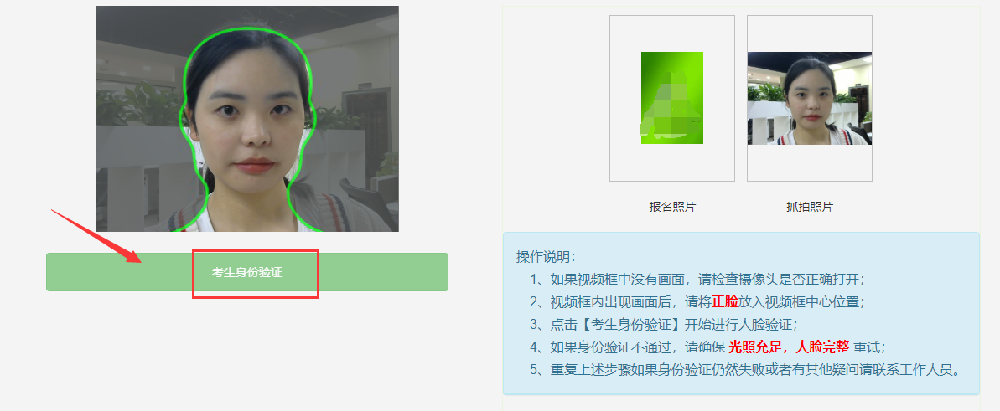 考生身份验证
报名照片
抓拍照片
操作说明：
1、如果视频框中没有画面，请检查摄像头是否正确打开；
2、视频框内出现画面后，请将正脸放入视频框中心位置；
3、点击【考生身份验证】开始进行人脸验证；
4、如果身份验证不通过，请确保 光照充足，人脸完整 重试；
5、重复上述步骤如果身份验证仍然失败或者有其他疑问请联系工作人员。